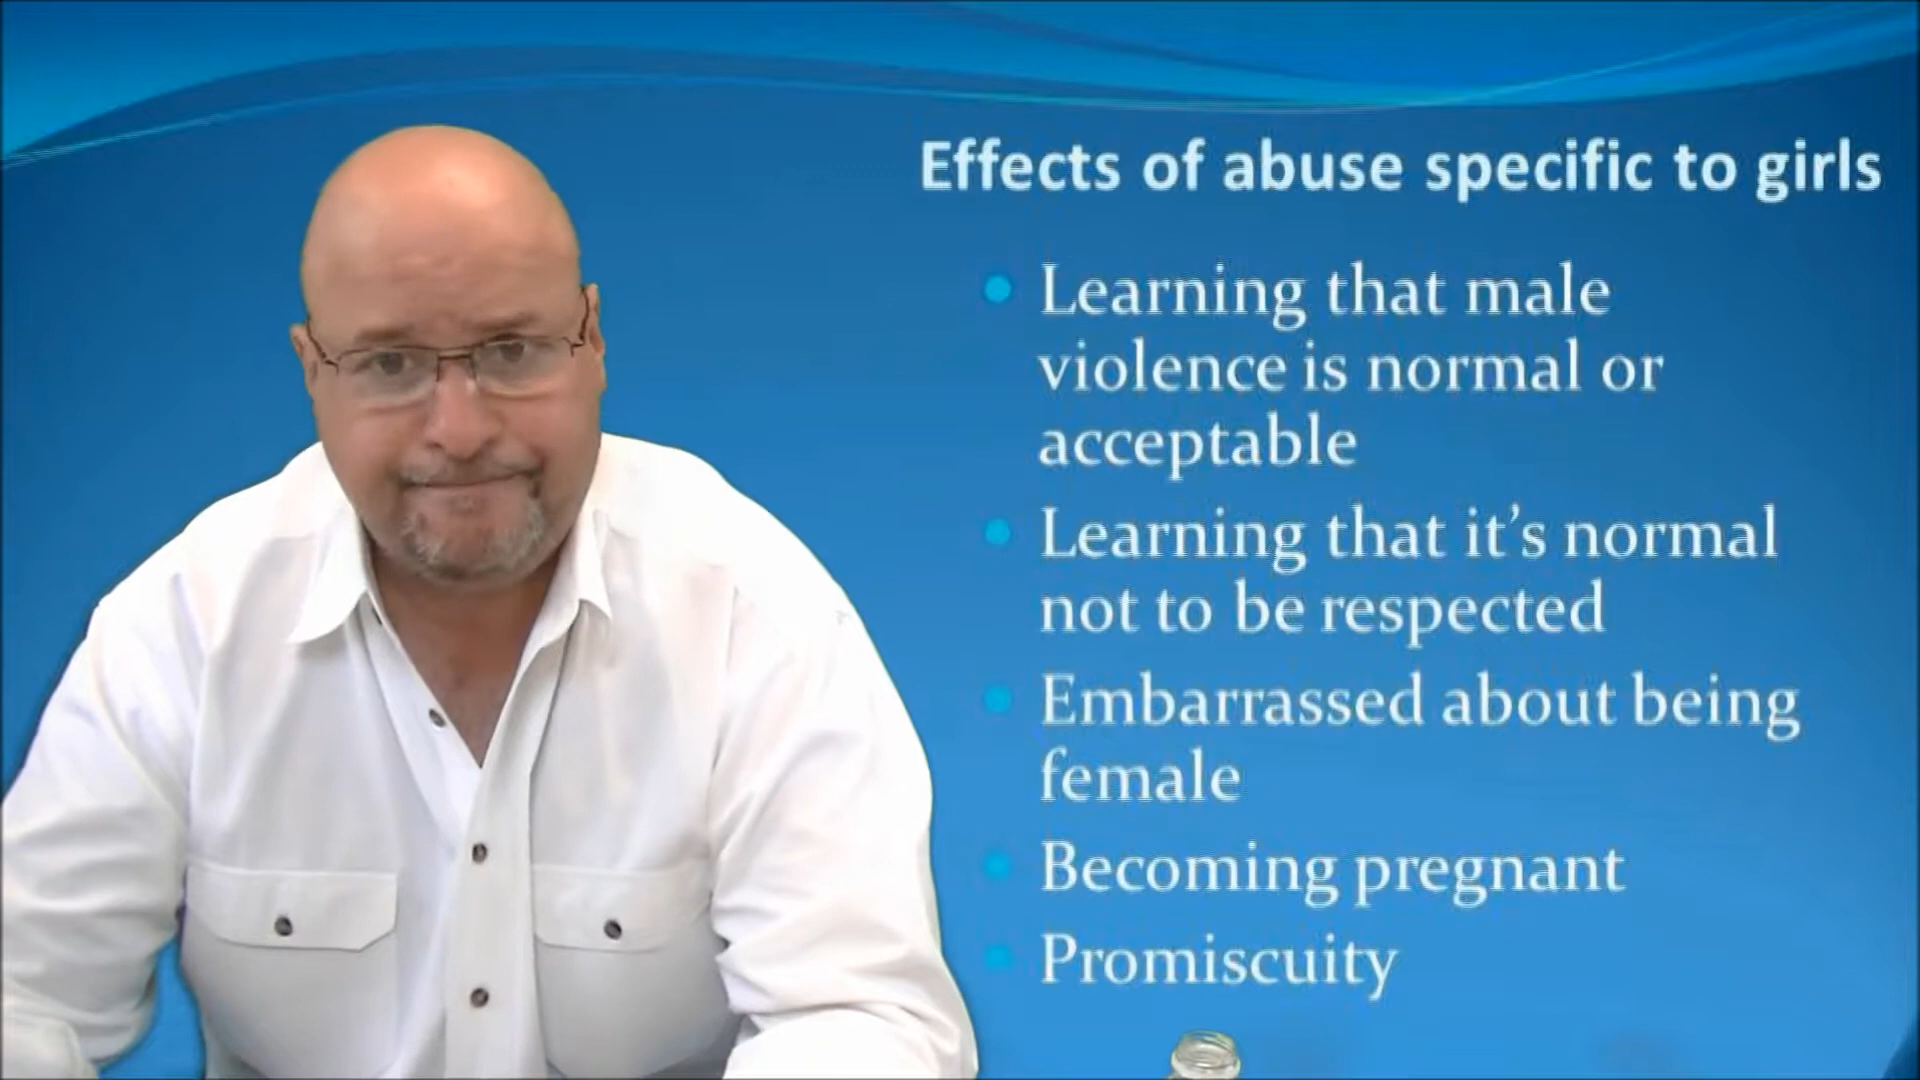 Effects of abuse specific to girls
Learning that male
violence is normal or
acceptable
Learning that it’s normal
not to be respected
Embarrassed about being
female
Becoming pregnant
Promiscuity